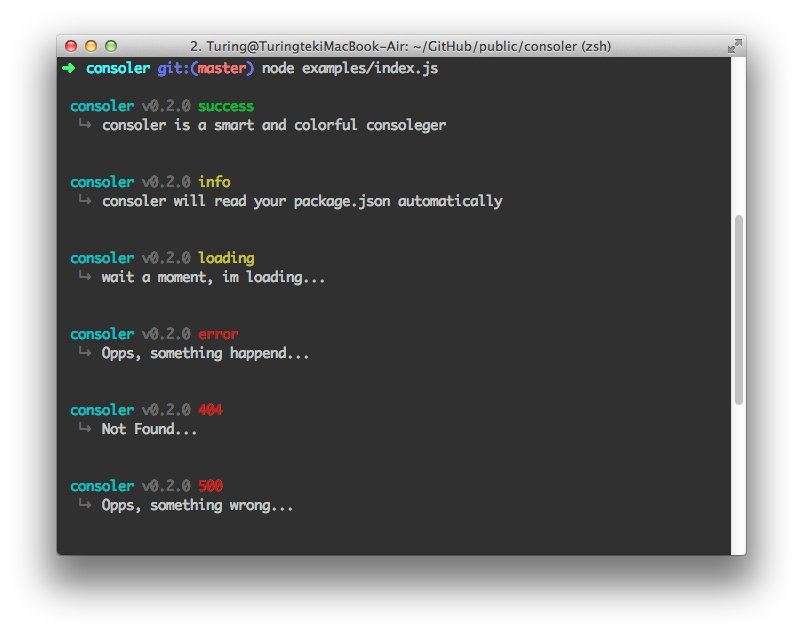 2. Turing@TuringtekiMacBook-Air: ~/GitHub/public/consoler (zsh)
➜ consoler git:(master) node examples/index.js
consoler v0.2.0 success
↪ consoler is a smart and colorful consoleger
consoler v0.2.0 info
↪ consoler will read your package.json automatically
consoler v0.2.0 loading
↪ wait a moment, im loading...
consoler v0.2.0 error
↪ Opps, something happend...
consoler v0.2.0 404
↪ Not Found...
consoler v0.2.0 500
↪ Opps, something wrong...